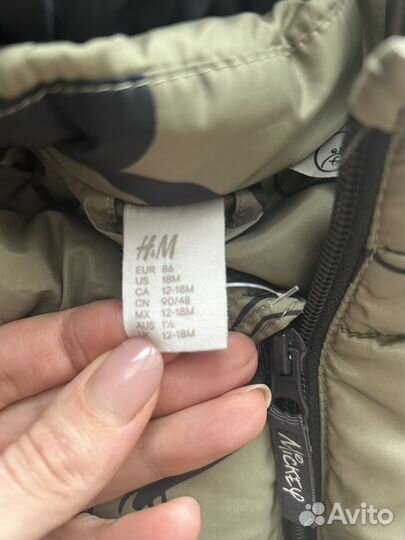 H&M
EUR 86
US 18M
CA 12-18M
CN 90/48
MX 12-18M
AUS 1½
12-18M
Mickey
Avito